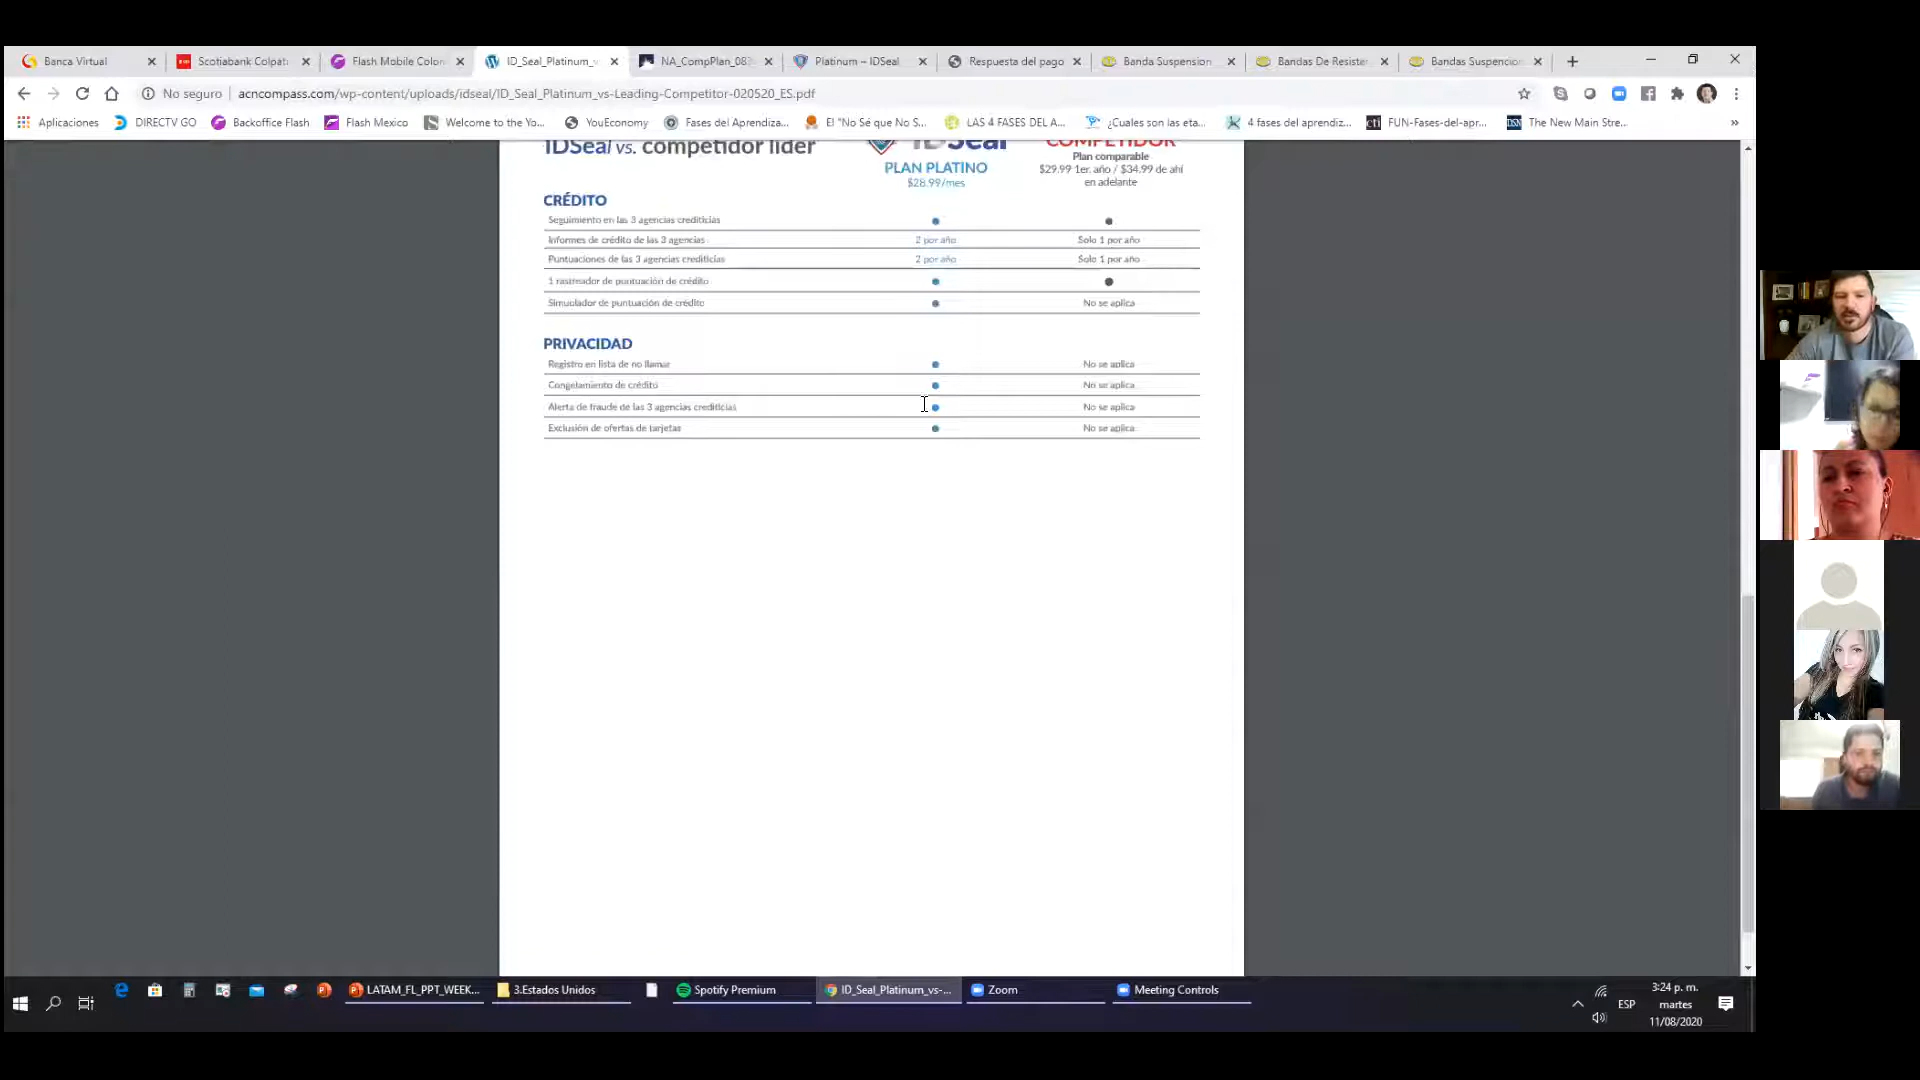 Banca Virtual
Scotiabank Colpat
Flash Mobile Colon
ID_Seal_Platinum_v
NA_CompPlan_082
Platinum – IDSeal
Respuesta del pago
Banda Suspension
Bandas De Resiste
Bandas Suspencio
No seguro
acncompass.com/wp-content/uploads/idseal/ID_Seal_Platinum_vs-Leading-Competitor-020520_ES.pdf
Aplicaciones
DIRECTV GO
Backoffice Flash
Flash Mexico
Welcome to the Yo...
YouEconomy
Fases del Aprendiza...
El "No Sé que No S...
LAS 4 FASES DEL A...
¿Cuales son las eta...
4 fases del aprendiz...
FUN-Fases-del-apr...
The New Main Stre...
IDSeal vs. competidor líder
IDSeal
COMPETIDOR
PLAN PLATINO
$28.99/mes
Plan comparable
$29.99 1er. año / $34.99 de ahí
en adelante
CRÉDITO
Seguimiento en las 3 agencias crediticias
Informes de crédito de las 3 agencias
2 por año
Solo 1 por año
Puntuaciones de las 3 agencias crediticias
2 por año
Solo 1 por año
1 rastreador de puntuación de crédito
Simulador de puntuación de crédito
No se aplica
PRIVACIDAD
Registro en lista de no llamar
No se aplica
Congelamiento de crédito
No se aplica
Alerta de fraude de las 3 agencias crediticias
No se aplica
Exclusión de ofertas de tarjetas
No se aplica
LATAM_FL_PPT_WEEK...
3.Estados Unidos
Spotify Premium
ID_Seal_Platinum_vs-...
Zoom
Meeting Controls
ESP
3:24 p. m.
martes
11/08/2020